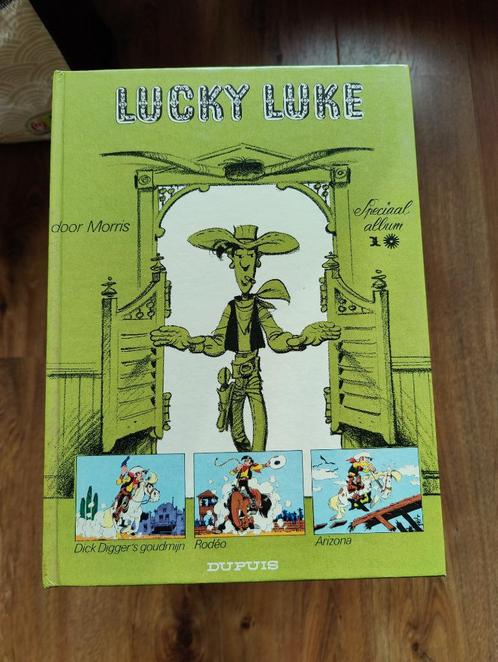 LUCKY LUKE
door Morris
Speciaal
album
1
Dick Digger's goudmijn
Rodéo
Arizona
DUPUIS